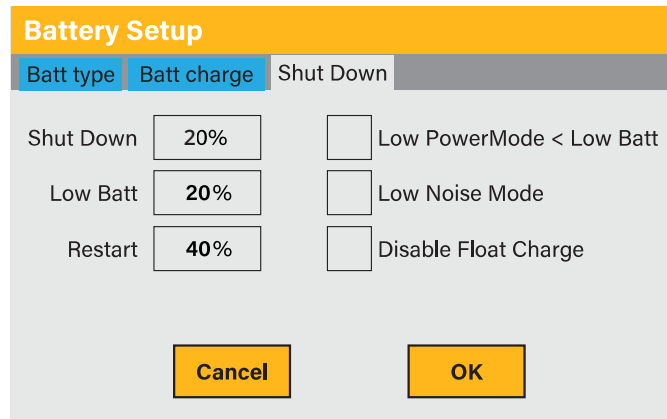 Battery Setup
Batt type Batt charge Shut Down
Shut Down 20% Low PowerMode < Low Batt
Low Batt 20% Low Noise Mode
Restart 40% Disable Float Charge
Cancel OK